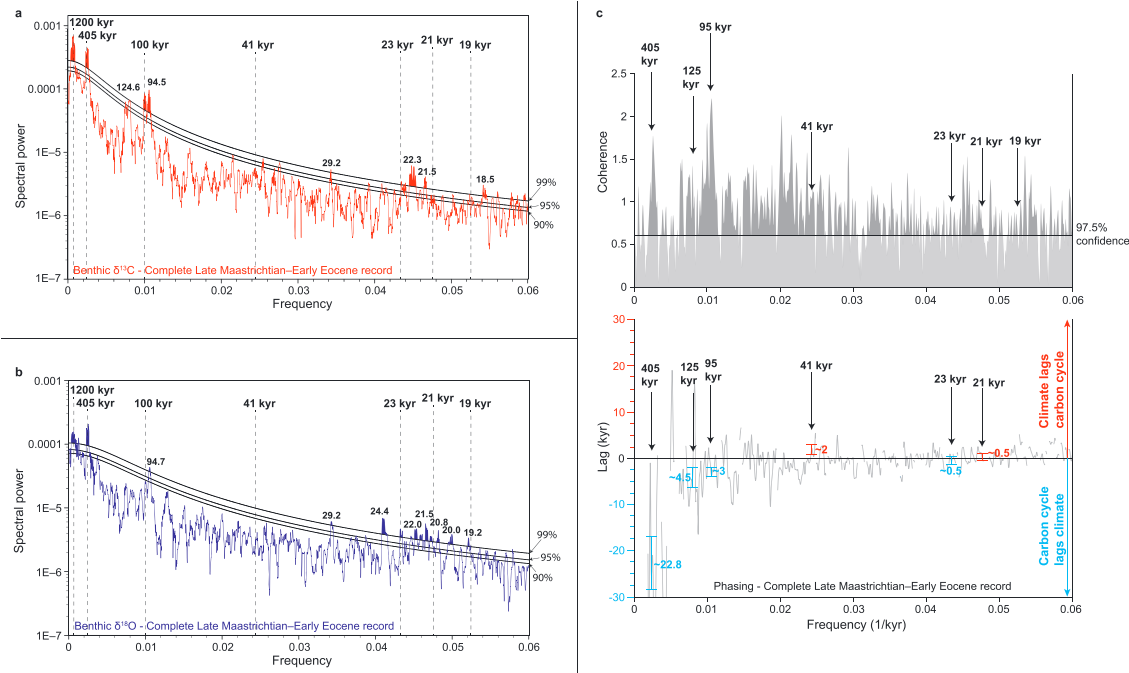 a
1200 kyr
405 kyr
100 kyr
41 kyr
23 kyr
21 kyr
19 kyr
0.001
0.0001
1E–5
1E–6
1E–7
Spectral power
124.6
94.5
29.2
22.3
21.5
18.5
99%
95%
90%
Benthic δ¹³C - Complete Late Maastrichtian–Early Eocene record
0
0.01
0.02
0.03
0.04
0.05
0.06
Frequency
b
1200 kyr
405 kyr
100 kyr
41 kyr
23 kyr
21 kyr
19 kyr
0.001
0.0001
1E–5
1E–6
1E–7
Spectral power
94.7
29.2
24.4
22.0
21.5
20.8
20.0
19.2
99%
95%
90%
Benthic δ¹⁸O - Complete Late Maastrichtian–Early Eocene record
0
0.01
0.02
0.03
0.04
0.05
0.06
Frequency
c
405
kyr
125
kyr
95 kyr
41 kyr
23 kyr
21 kyr
19 kyr
2.5
2
1.5
1
0.5
0
Coherence
97.5%
confidence
0
0.01
0.02
0.03
0.04
0.05
0.06
30
20
10
0
-10
-20
-30
Lag (kyr)
405
kyr
125
kyr
95
kyr
41 kyr
23 kyr
21 kyr
~22.8
~4.5
~3
~2
~0.5
~0.5
Climate lags
carbon cycle
Carbon cycle
lags climate
Phasing - Complete Late Maastrichtian–Early Eocene record
0
0.01
0.02
0.03
0.04
0.05
0.06
Frequency (1/kyr)